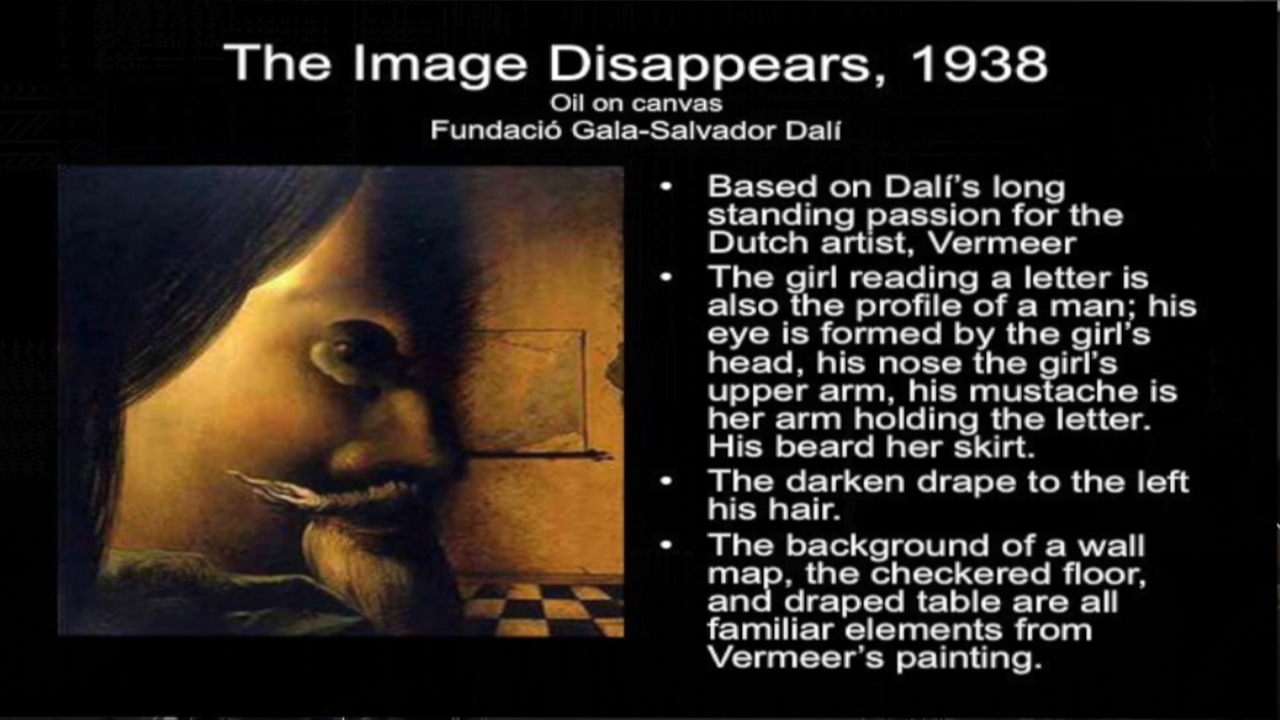 The Image Disappears, 1938
Oil on canvas
Fundació Gala-Salvador Dalí
• Based on Dalí’s long
standing passion for the
Dutch artist, Vermeer
• The girl reading a letter is
also the profile of a man; his
eye is formed by the girl’s
head, his nose the girl’s
upper arm, his mustache is
her arm holding the letter.
His beard her skirt.
• The darken drape to the left
his hair.
• The background of a wall
map, the checkered floor,
and draped table are all
familiar elements from
Vermeer’s painting.